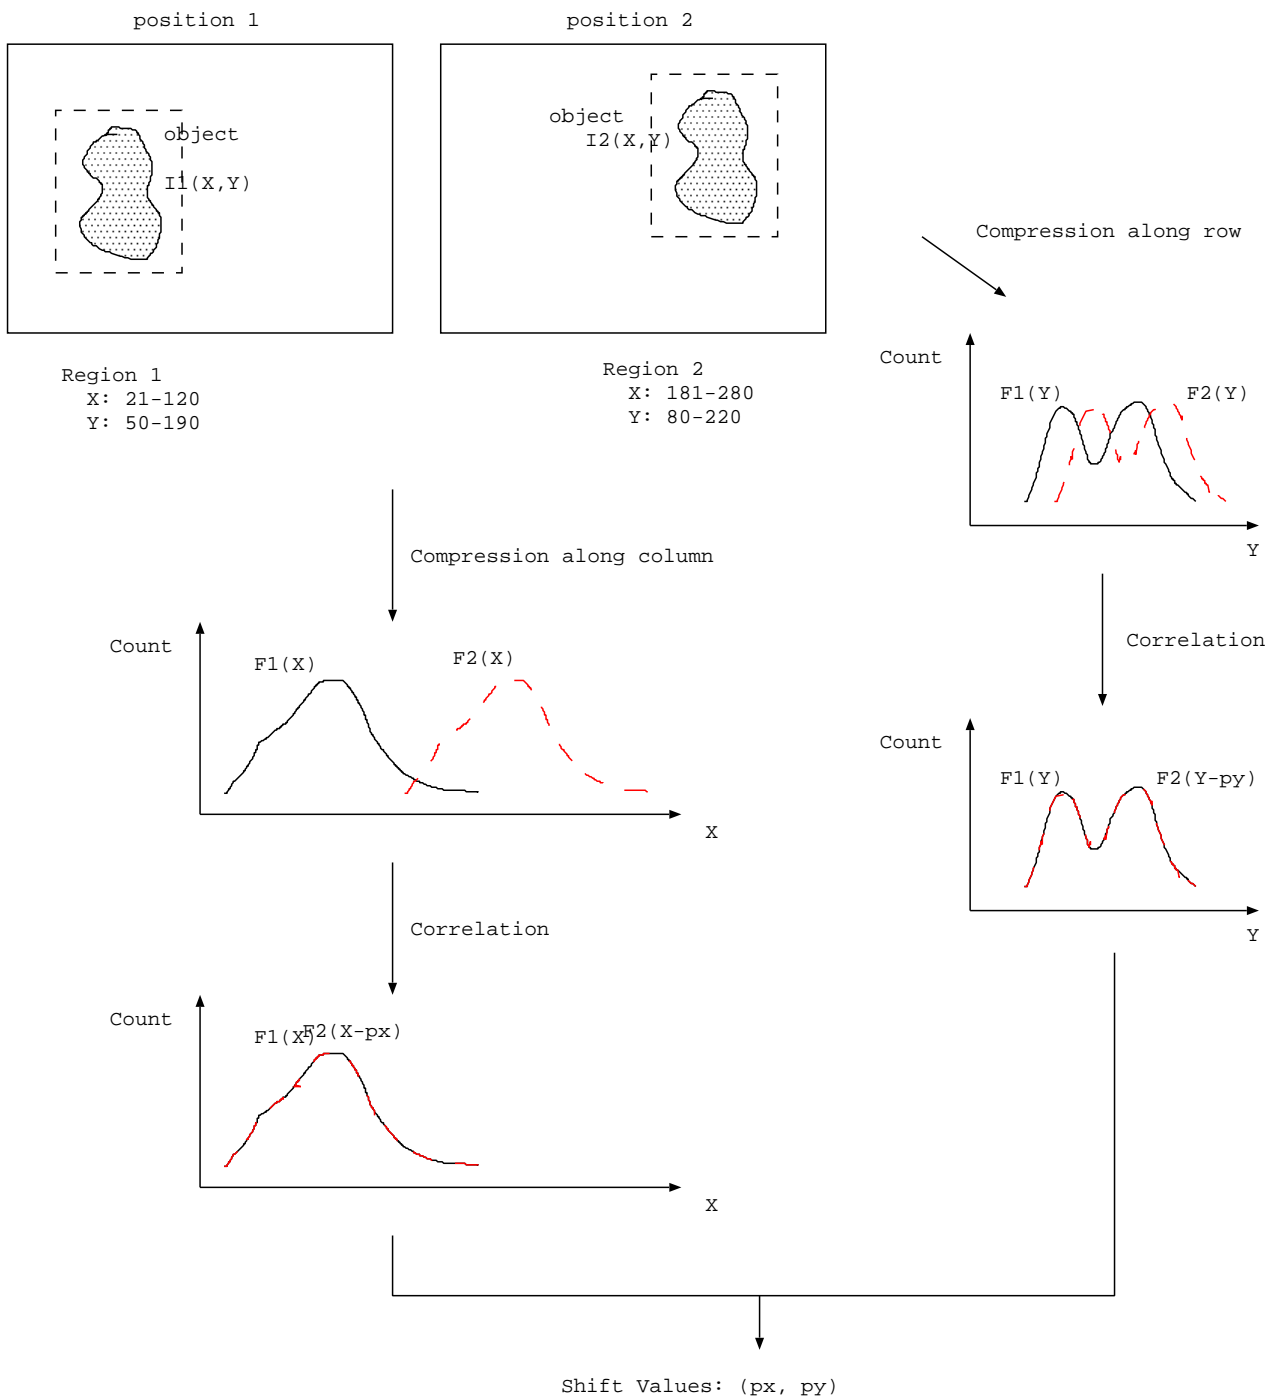 position 1
position 2
object
I1(X,Y)
object
I2(X,Y)
Compression along row
Region 1
X: 21-120
Y: 50-190
Region 2
X: 181-280
Y: 80-220
Count
F1(Y)
F2(Y)
Y
Compression along column
Correlation
Count
F1(X)
F2(X)
X
Count
F1(Y)
F2(Y-py)
Y
Correlation
Count
F1(X)
F2(X-px)
X
Shift Values: (px, py)